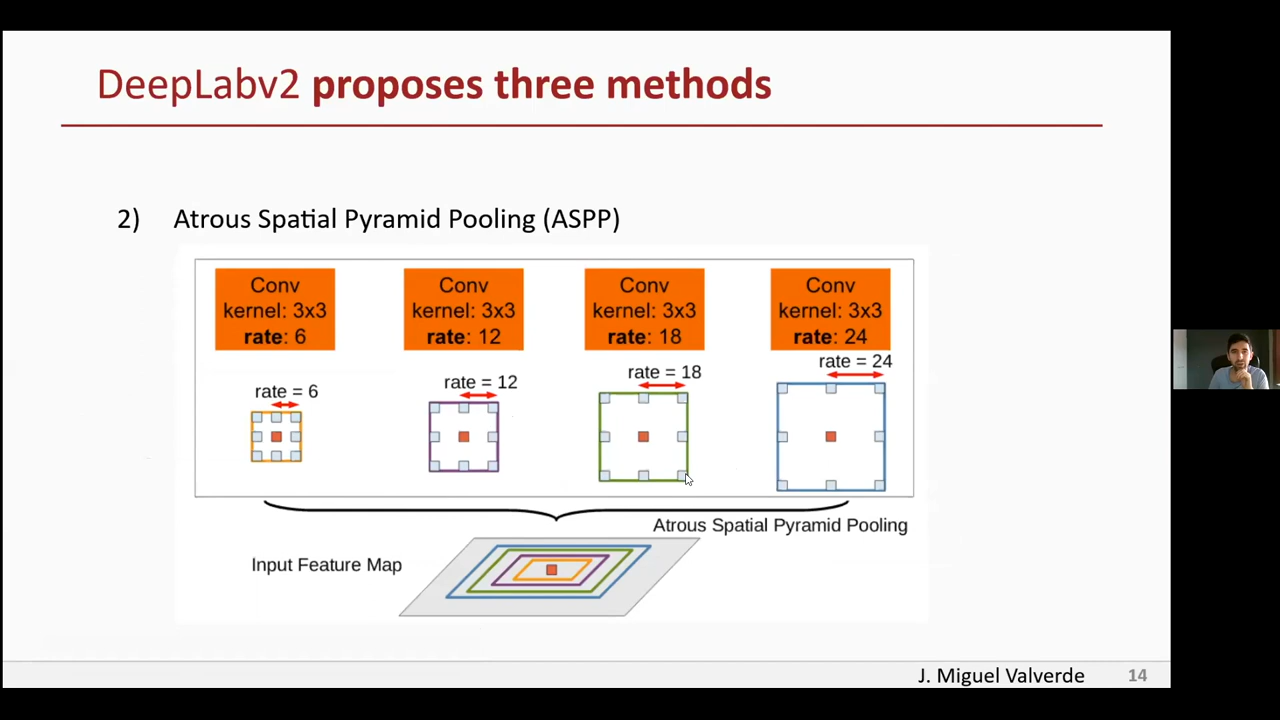 DeepLabv2 proposes three methods
2) Atrous Spatial Pyramid Pooling (ASPP)
Conv
kernel: 3x3
rate: 6
Conv
kernel: 3x3
rate: 12
Conv
kernel: 3x3
rate: 18
Conv
kernel: 3x3
rate: 24
rate = 6
rate = 12
rate = 18
rate = 24
Atrous Spatial Pyramid Pooling
Input Feature Map
J. Miguel Valverde
14